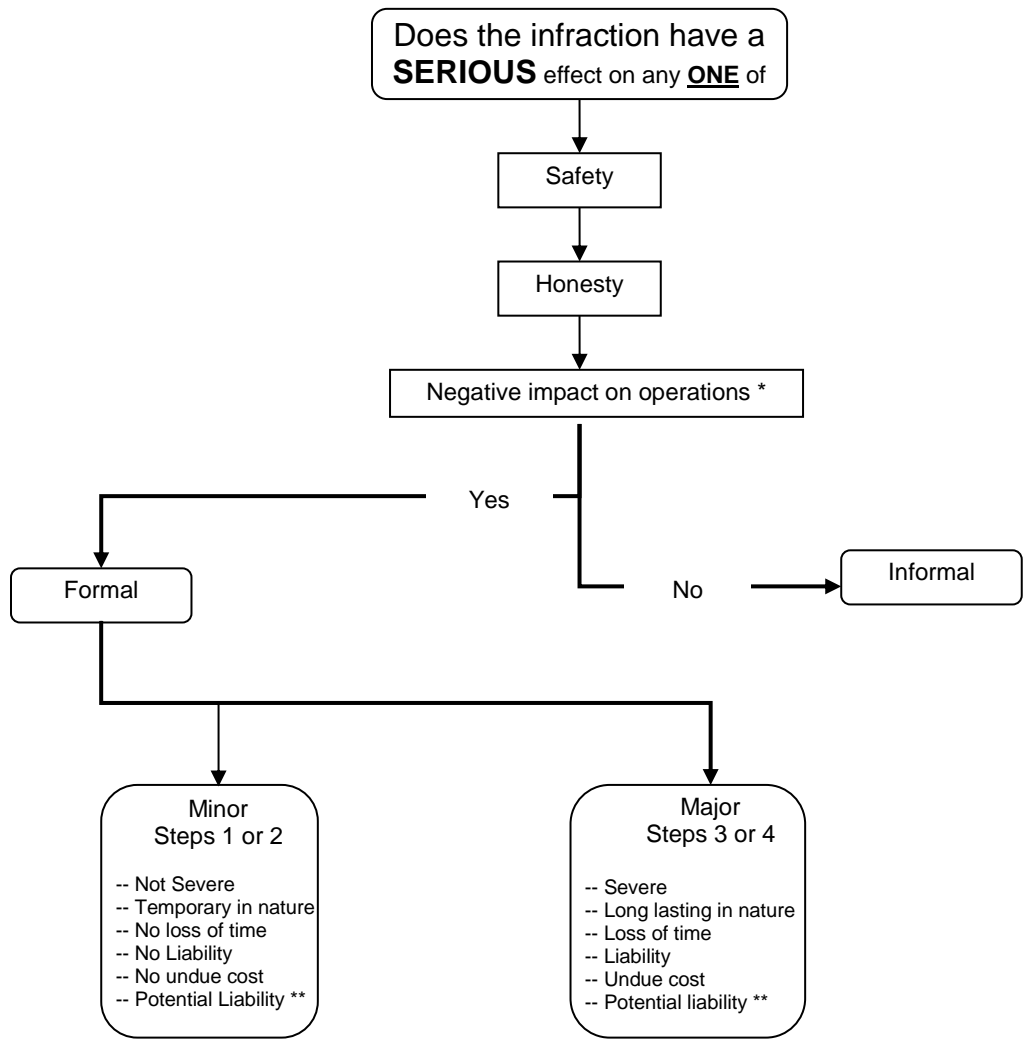 Does the infraction have a
SERIOUS effect on any ONE of
Safety
Honesty
Negative impact on operations *
Yes
Formal
No
Informal
Minor
Steps 1 or 2
-- Not Severe
-- Temporary in nature
-- No loss of time
-- No Liability
-- No undue cost
-- Potential Liability **
Major
Steps 3 or 4
-- Severe
-- Long lasting in nature
-- Loss of time
-- Liability
-- Undue cost
-- Potential liability **